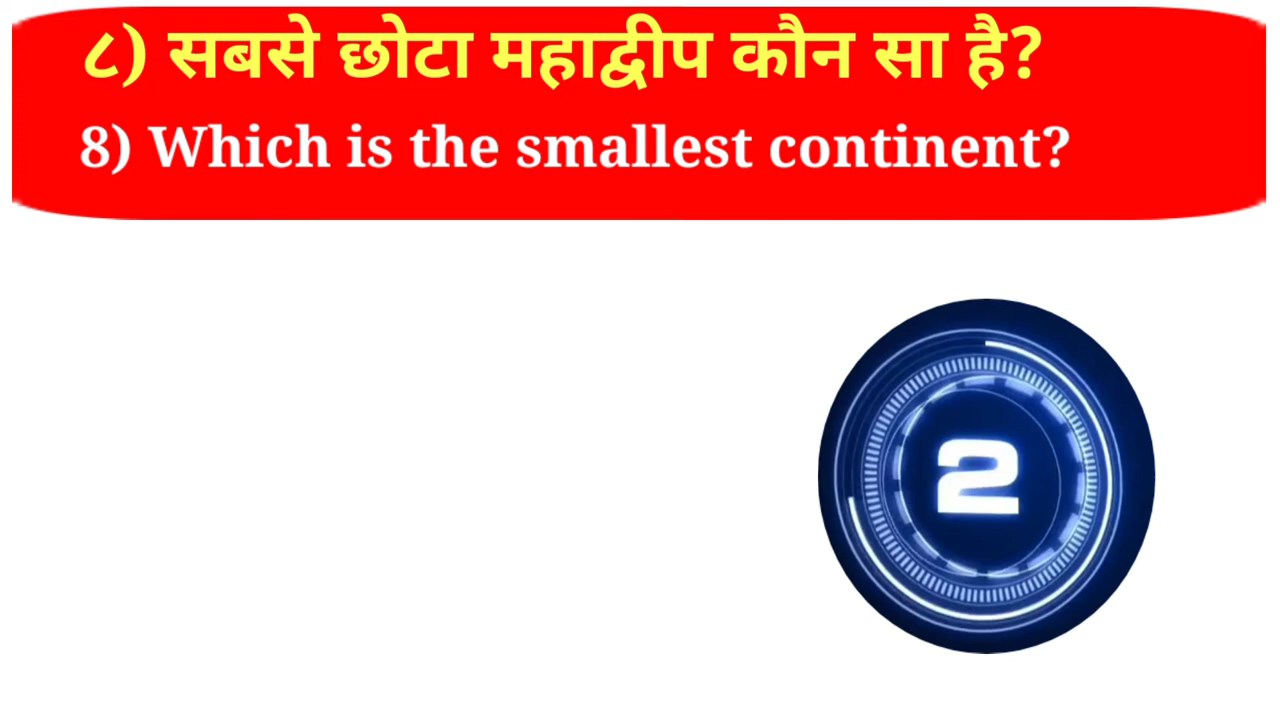 ८) सबसे छोटा महाद्वीप कौन सा है?
8) Which is the smallest continent?
2